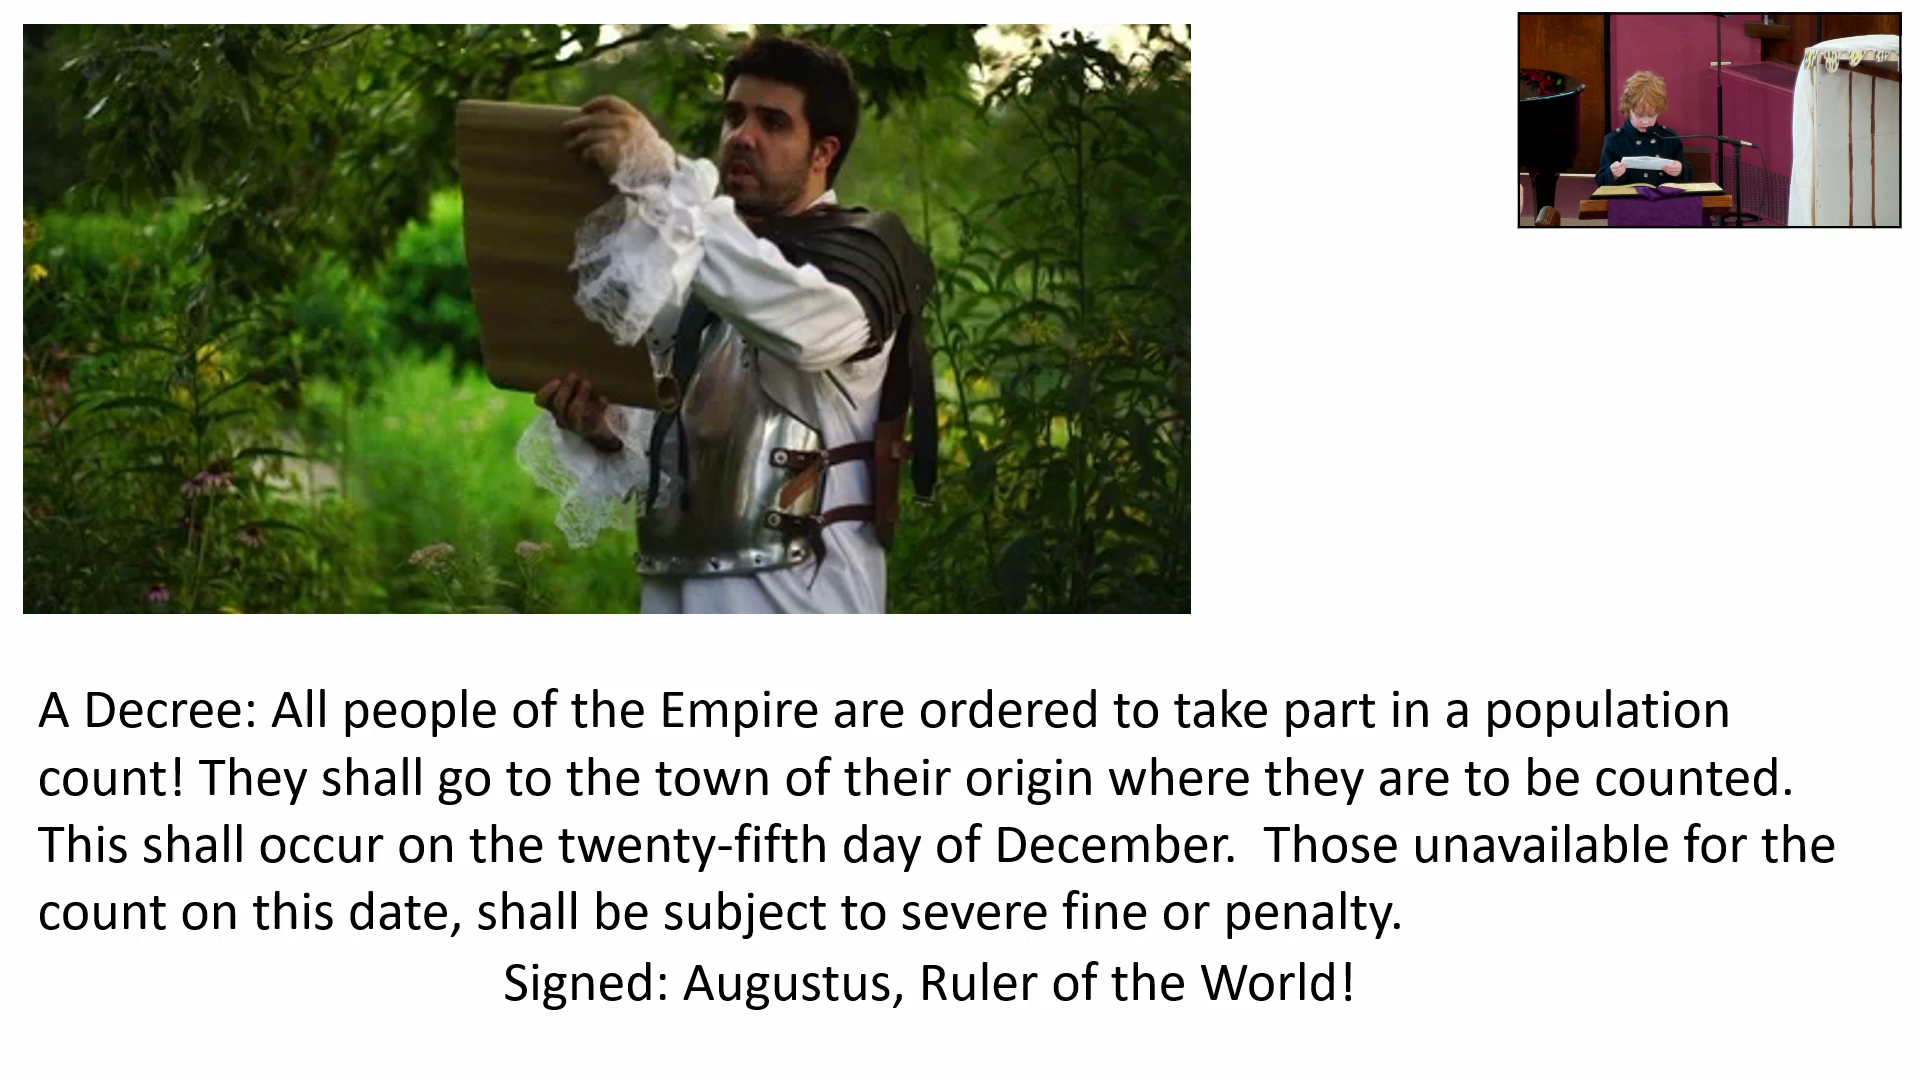 A Decree: All people of the Empire are ordered to take part in a population
count! They shall go to the town of their origin where they are to be counted.
This shall occur on the twenty-fifth day of December.  Those unavailable for the
count on this date, shall be subject to severe fine or penalty.
Signed: Augustus, Ruler of the World!